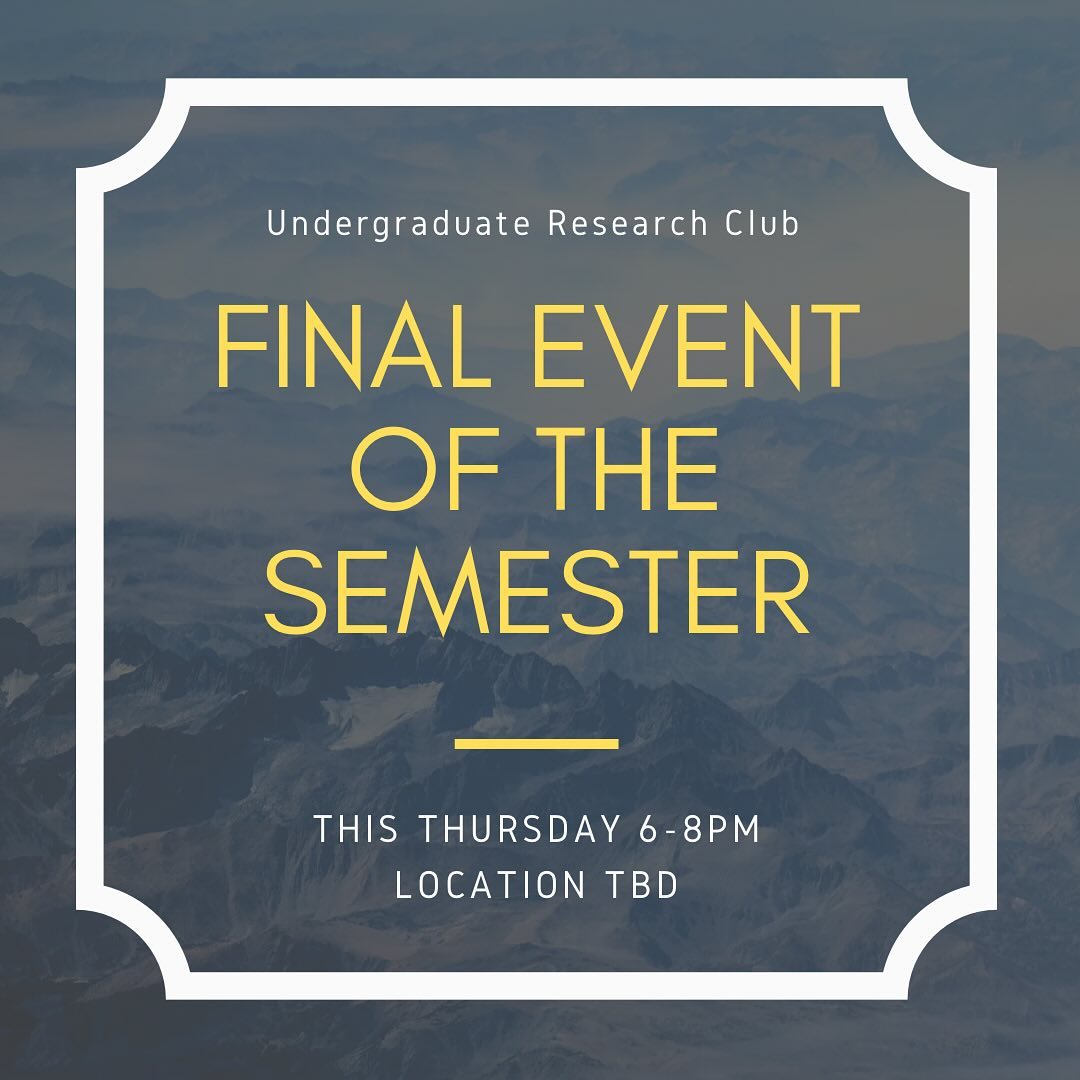 Undergraduate Research Club
FINAL EVENT
OF THE
SEMESTER
THIS THURSDAY 6-8PM
LOCATION TBD